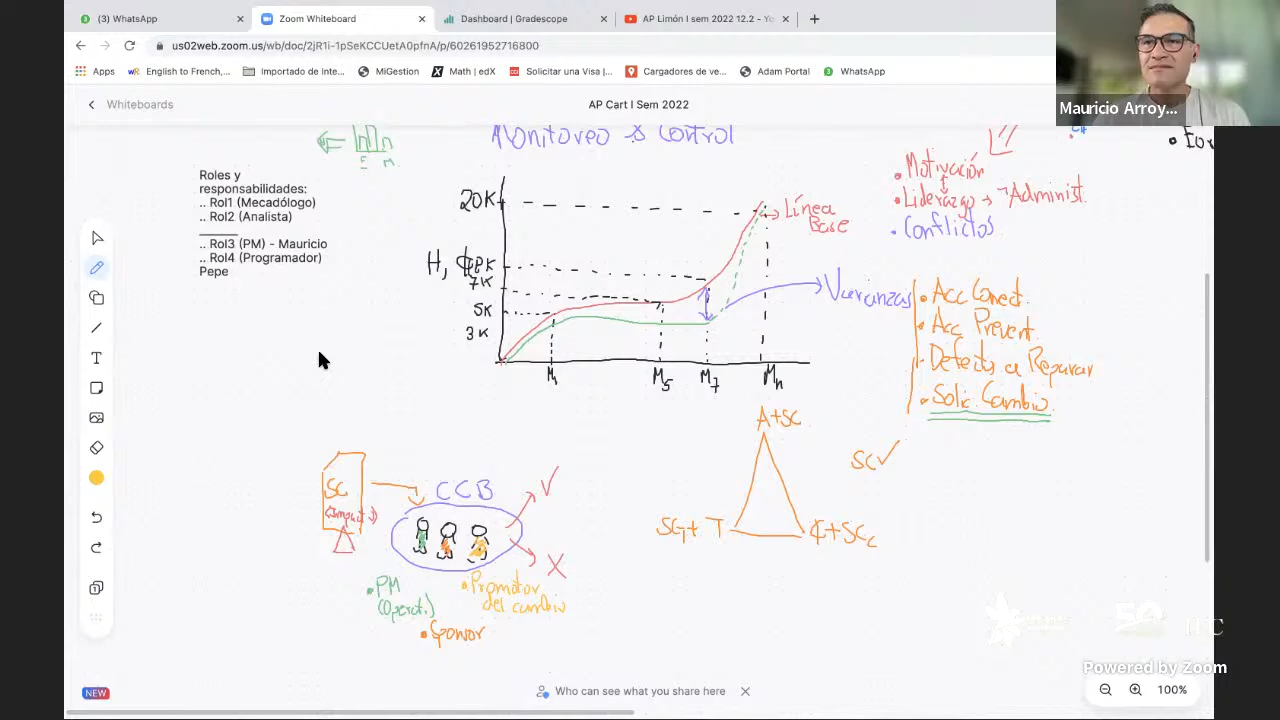 (3) WhatsApp
Zoom Whiteboard
Dashboard | Gradescope
AP Limón I sem 2022 12.2 - Yo
us02web.zoom.us/wb/doc/2jR1i-1pSeKCCUetA0pfnA/p/60261952716800
Apps
English to French,...
Importado de Inte...
MiGestion
Math | edX
Solicitar una Visa |...
Cargadores de ve...
Adam Portal
WhatsApp
Mauricio Arroy...
Whiteboards
AP Cart I Sem 2022
Monitoreo & Control
Roles y
responsabilidades:
.. Rol1 (Mecadólogo)
.. Rol2 (Analista)
.. Rol3 (PM) - Mauricio
.. Rol4 (Programador)
Pepe
20K
7K
5K
3K
M5
M7
Mn
Línea
Base
• Motivación
• Liderazgo → Administ.
• Conflictos
Varianzas
• Acc Correct.
• Acc Prevent.
• Defects a Reparar
• Solic. Cambio
A+SC
SC✓
SC
CCB
V
X
• PM
(Operat.)
• Promotor
del cambio
NEW
Who can see what you share here
Powered by Zoom
100%